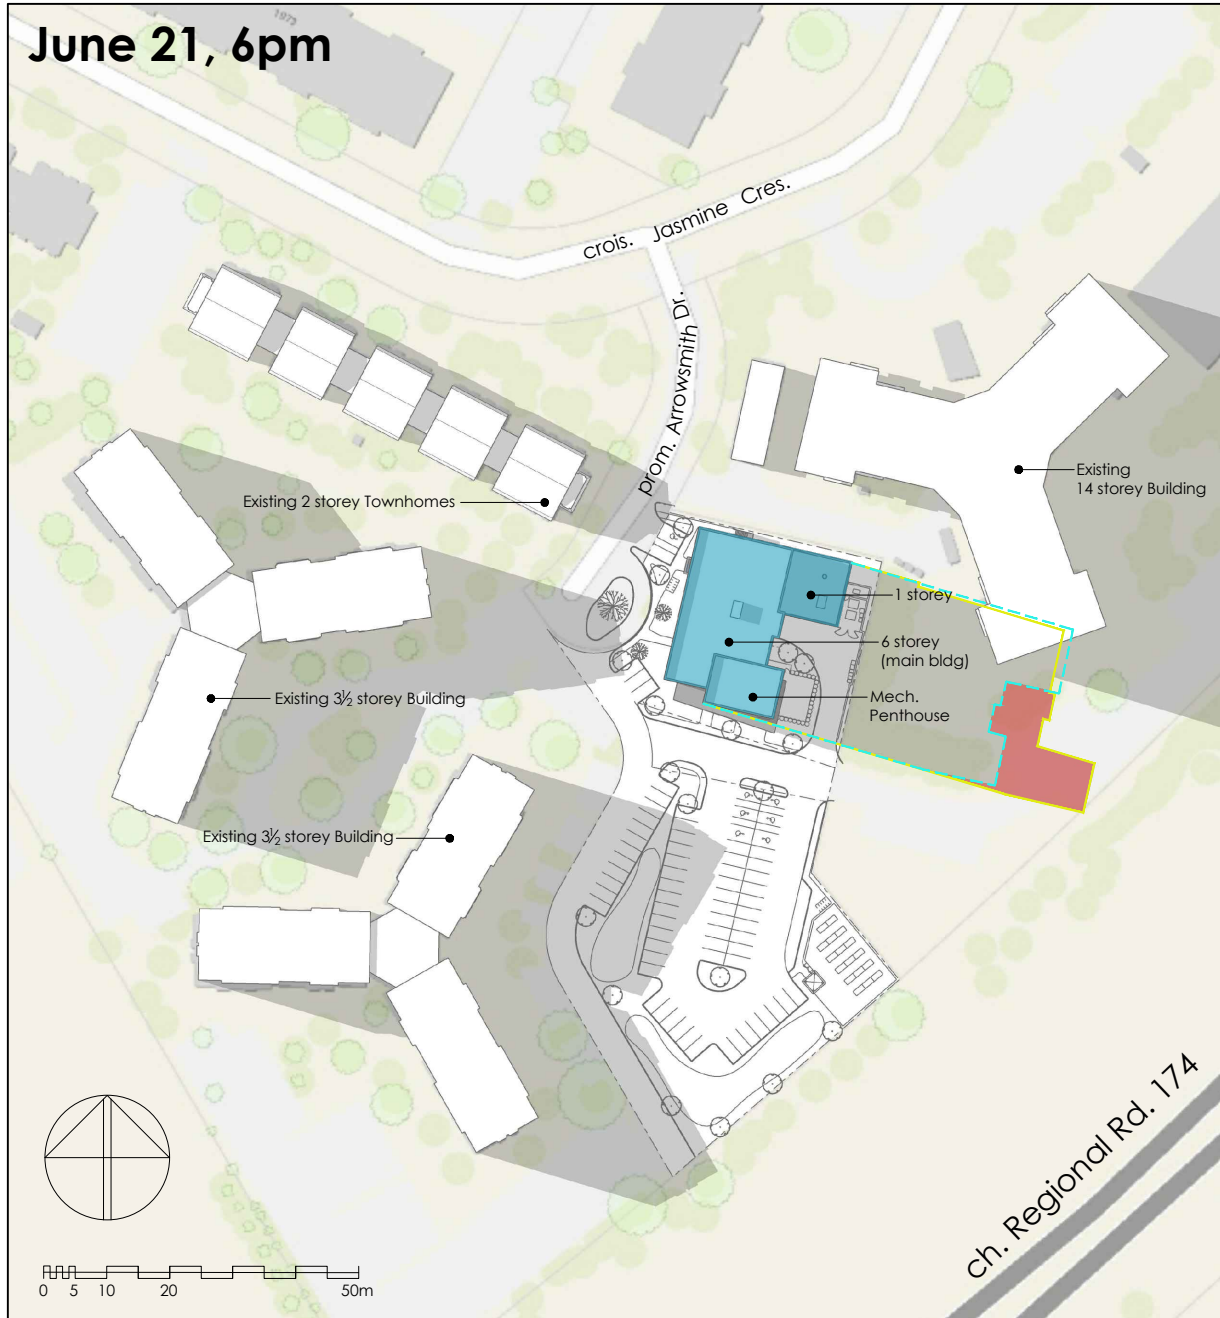 June 21, 6pm
1973
crois. Jasmine Cres.
prom. Arrowsmith Dr.
Existing
14 storey Building
Existing 2 storey Townhomes
1 storey
6 storey
(main bldg)
Existing 3½ storey Building
Mech.
Penthouse
Existing 3½ storey Building
ch. Regional Rd. 174
0 5 10 20 50m